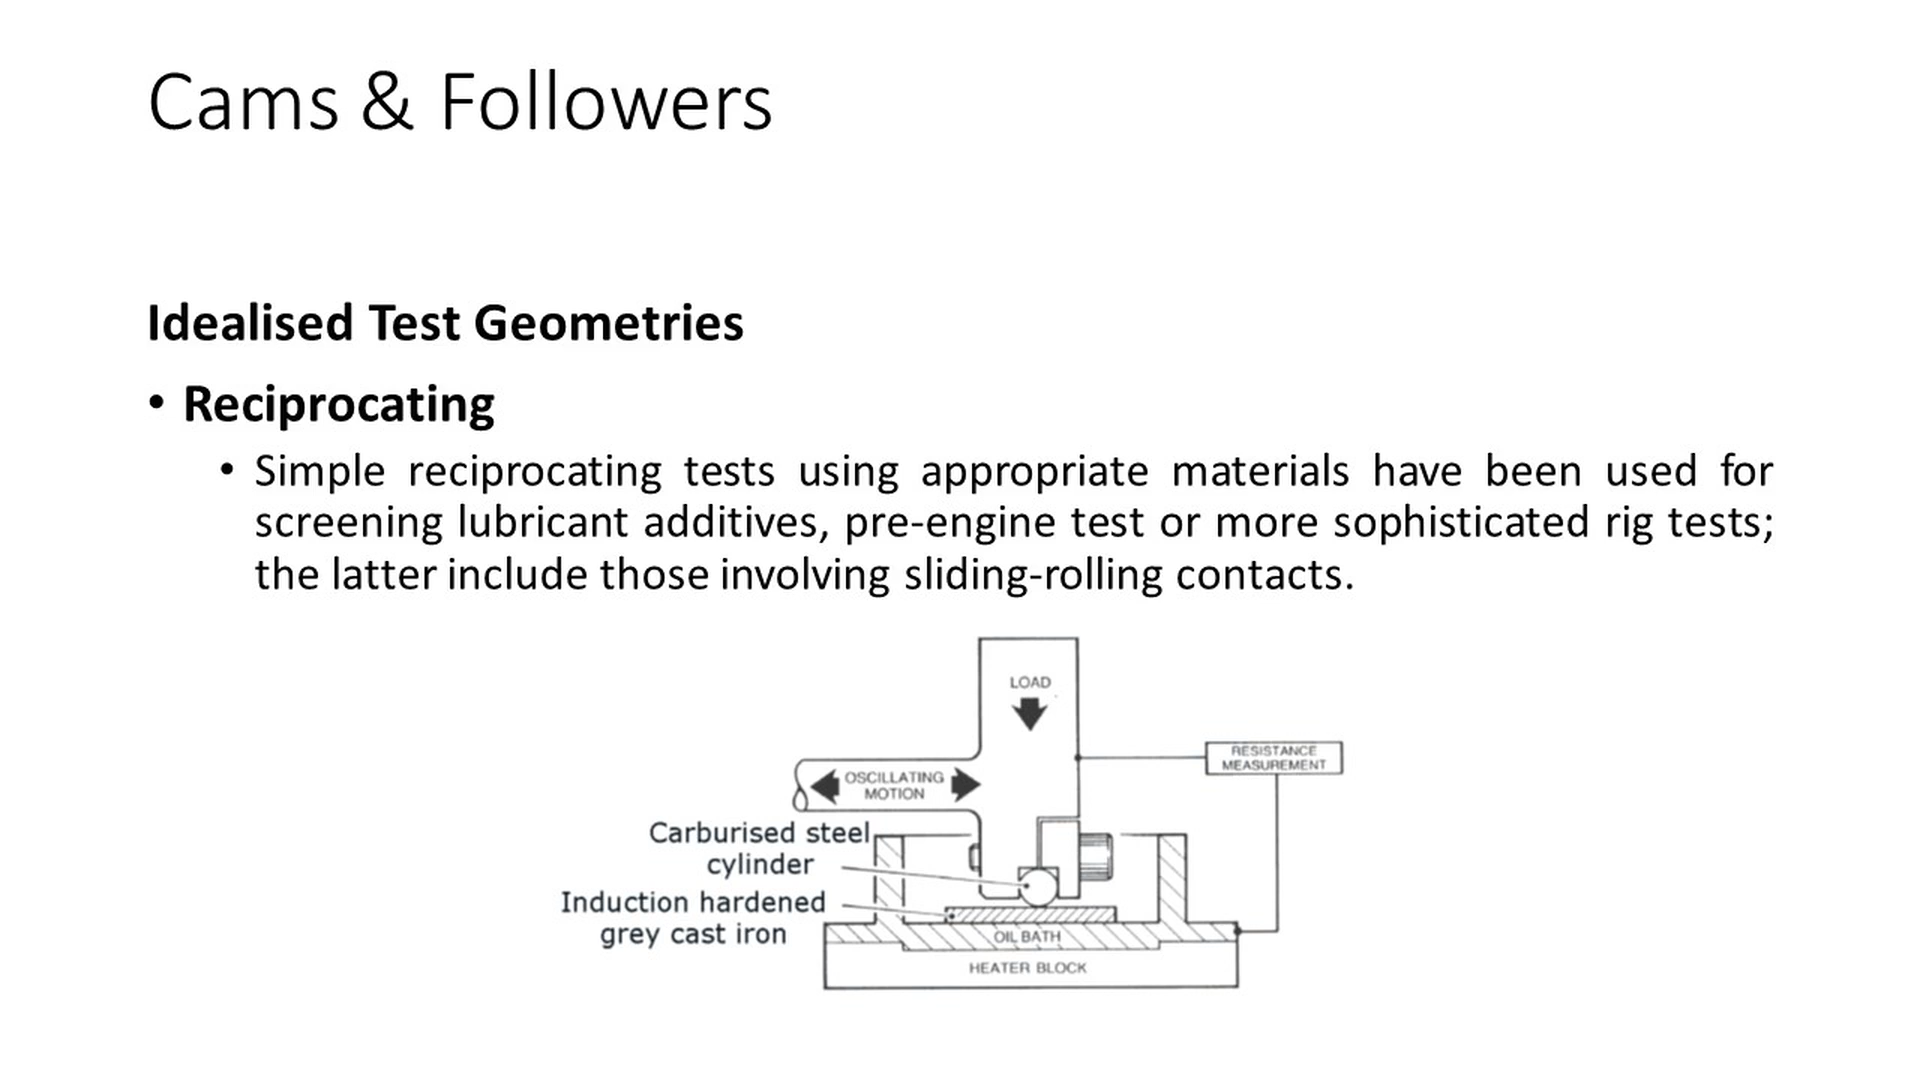 Cams & Followers
Idealised Test Geometries
• Reciprocating
• Simple reciprocating tests using appropriate materials have been used for
screening lubricant additives, pre-engine test or more sophisticated rig tests;
the latter include those involving sliding-rolling contacts.
LOAD
RESISTANCE
MEASUREMENT
OSCILLATING
MOTION
Carburised steel
cylinder
Induction hardened
grey cast iron
OIL BATH
HEATER BLOCK